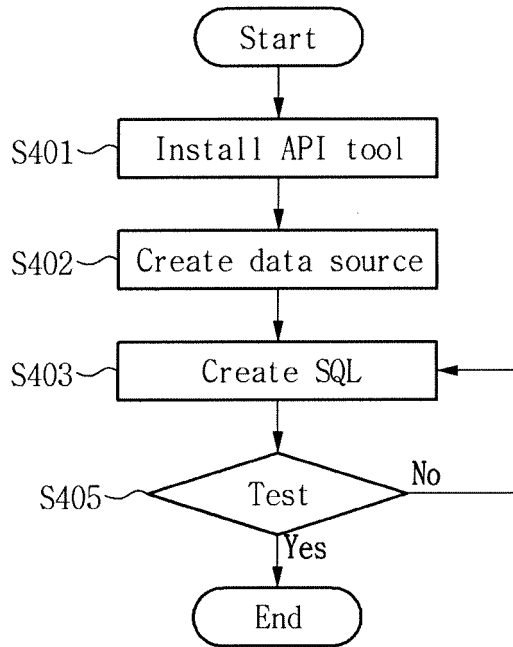 Start
S401 Install API tool
S402 Create data source
S403 Create SQL
S405 Test No
Yes
End